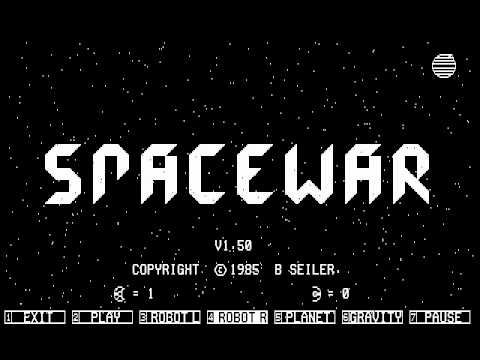 SPACEWAR
V1.50
COPYRIGHT © 1985 B SEILER.
= 1 = 0
1 EXIT 2 PLAY 3 ROBOT L 4 ROBOT R 5 PLANET 6 GRAVITY 7 PAUSE